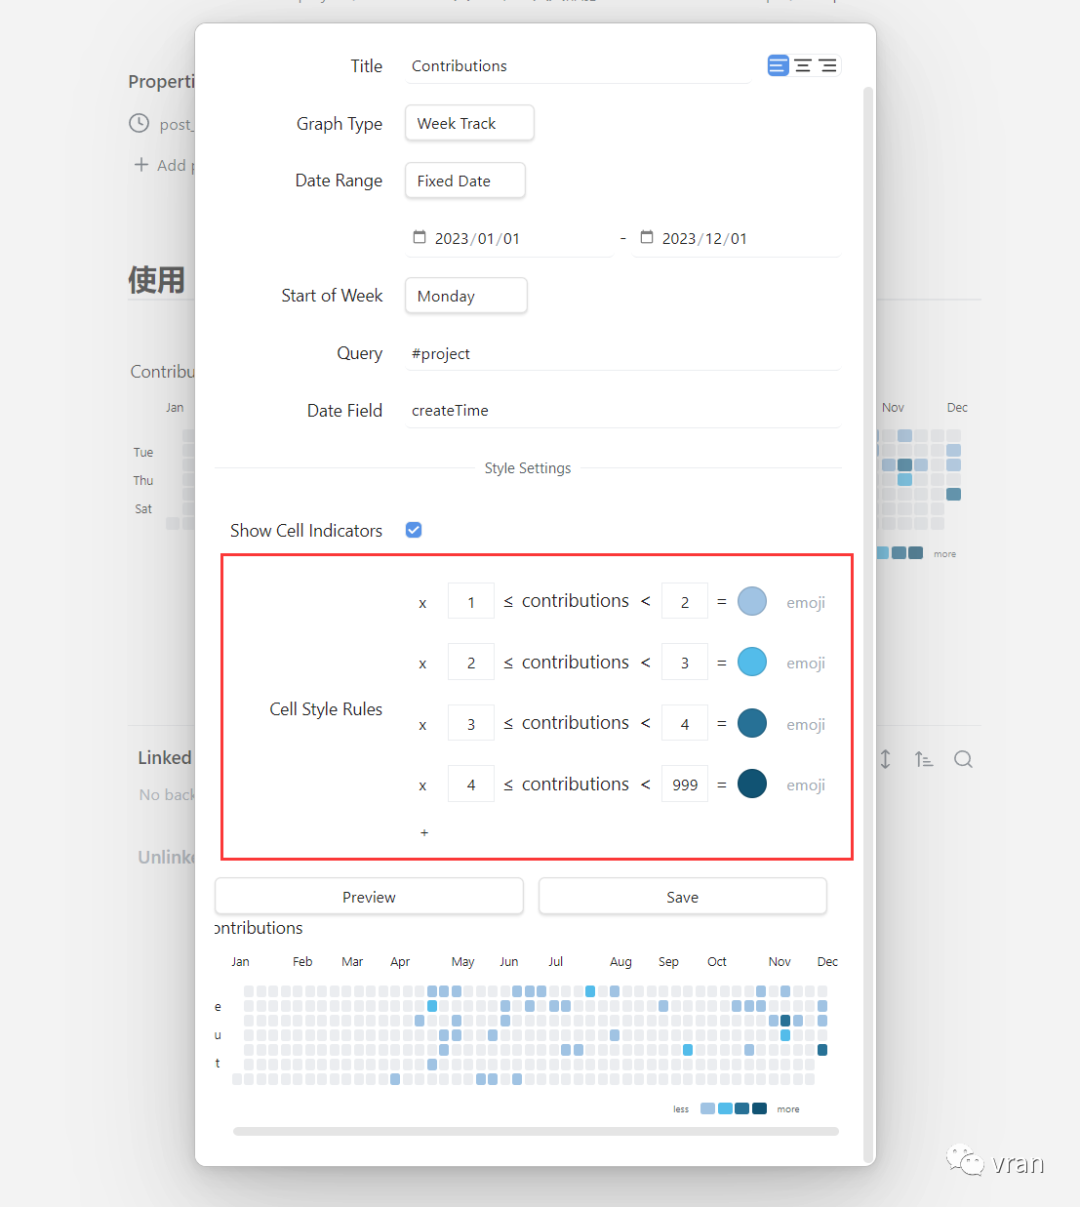 Title Contributions
Properti
Graph Type Week Track
post_
Add p
Date Range Fixed Date
2023/01/01 - 2023/12/01
使用
Start of Week Monday
Query #project
Contribu
Jan
Nov Dec
Date Field createTime
Tue
Thu
Sat
Style Settings
Show Cell Indicators
more
x 1 ≤ contributions < 2 = emoji
x 2 ≤ contributions < 3 = emoji
Cell Style Rules
x 3 ≤ contributions < 4 = emoji
x 4 ≤ contributions < 999 = emoji
+
Linked
No back
Unlinke
Preview Save
ontributions
Jan Feb Mar Apr May Jun Jul Aug Sep Oct Nov Dec
e
u
t
less more
vran